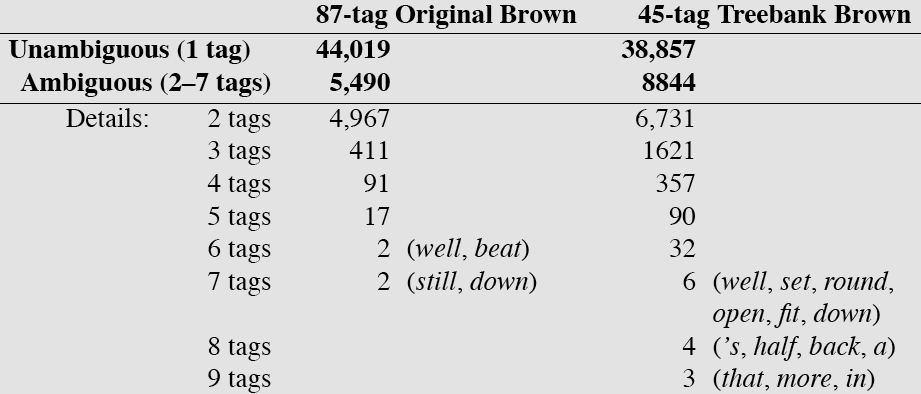 87-tag Original Brown 45-tag Treebank Brown
Unambiguous (1 tag) 44,019 38,857
Ambiguous (2–7 tags) 5,490 8844
Details: 2 tags 4,967 6,731
3 tags 411 1621
4 tags 91 357
5 tags 17 90
6 tags 2 (well, beat) 32
7 tags 2 (still, down) 6 (well, set, round,
open, fit, down)
8 tags 4 (’s, half, back, a)
9 tags 3 (that, more, in)